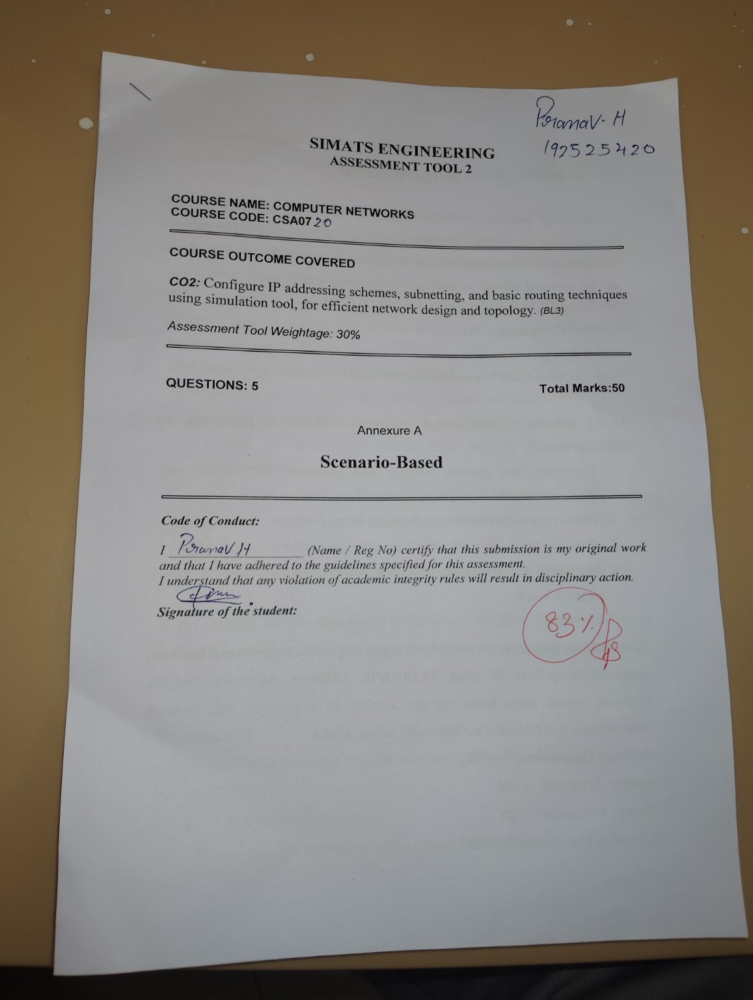 Pranav. H
192525420
SIMATS ENGINEERING
ASSESSMENT TOOL 2
COURSE NAME: COMPUTER NETWORKS
COURSE CODE: CSA0720
COURSE OUTCOME COVERED
CO2: Configure IP addressing schemes, subnetting, and basic routing techniques
using simulation tool, for efficient network design and topology. (BL3)
Assessment Tool Weightage: 30%
QUESTIONS: 5 Total Marks:50
Annexure A
Scenario-Based
Code of Conduct:
I Pranav H (Name / Reg No) certify that this submission is my original work
and that I have adhered to the guidelines specified for this assessment.
I understand that any violation of academic integrity rules will result in disciplinary action.
Signature of the student:
83%